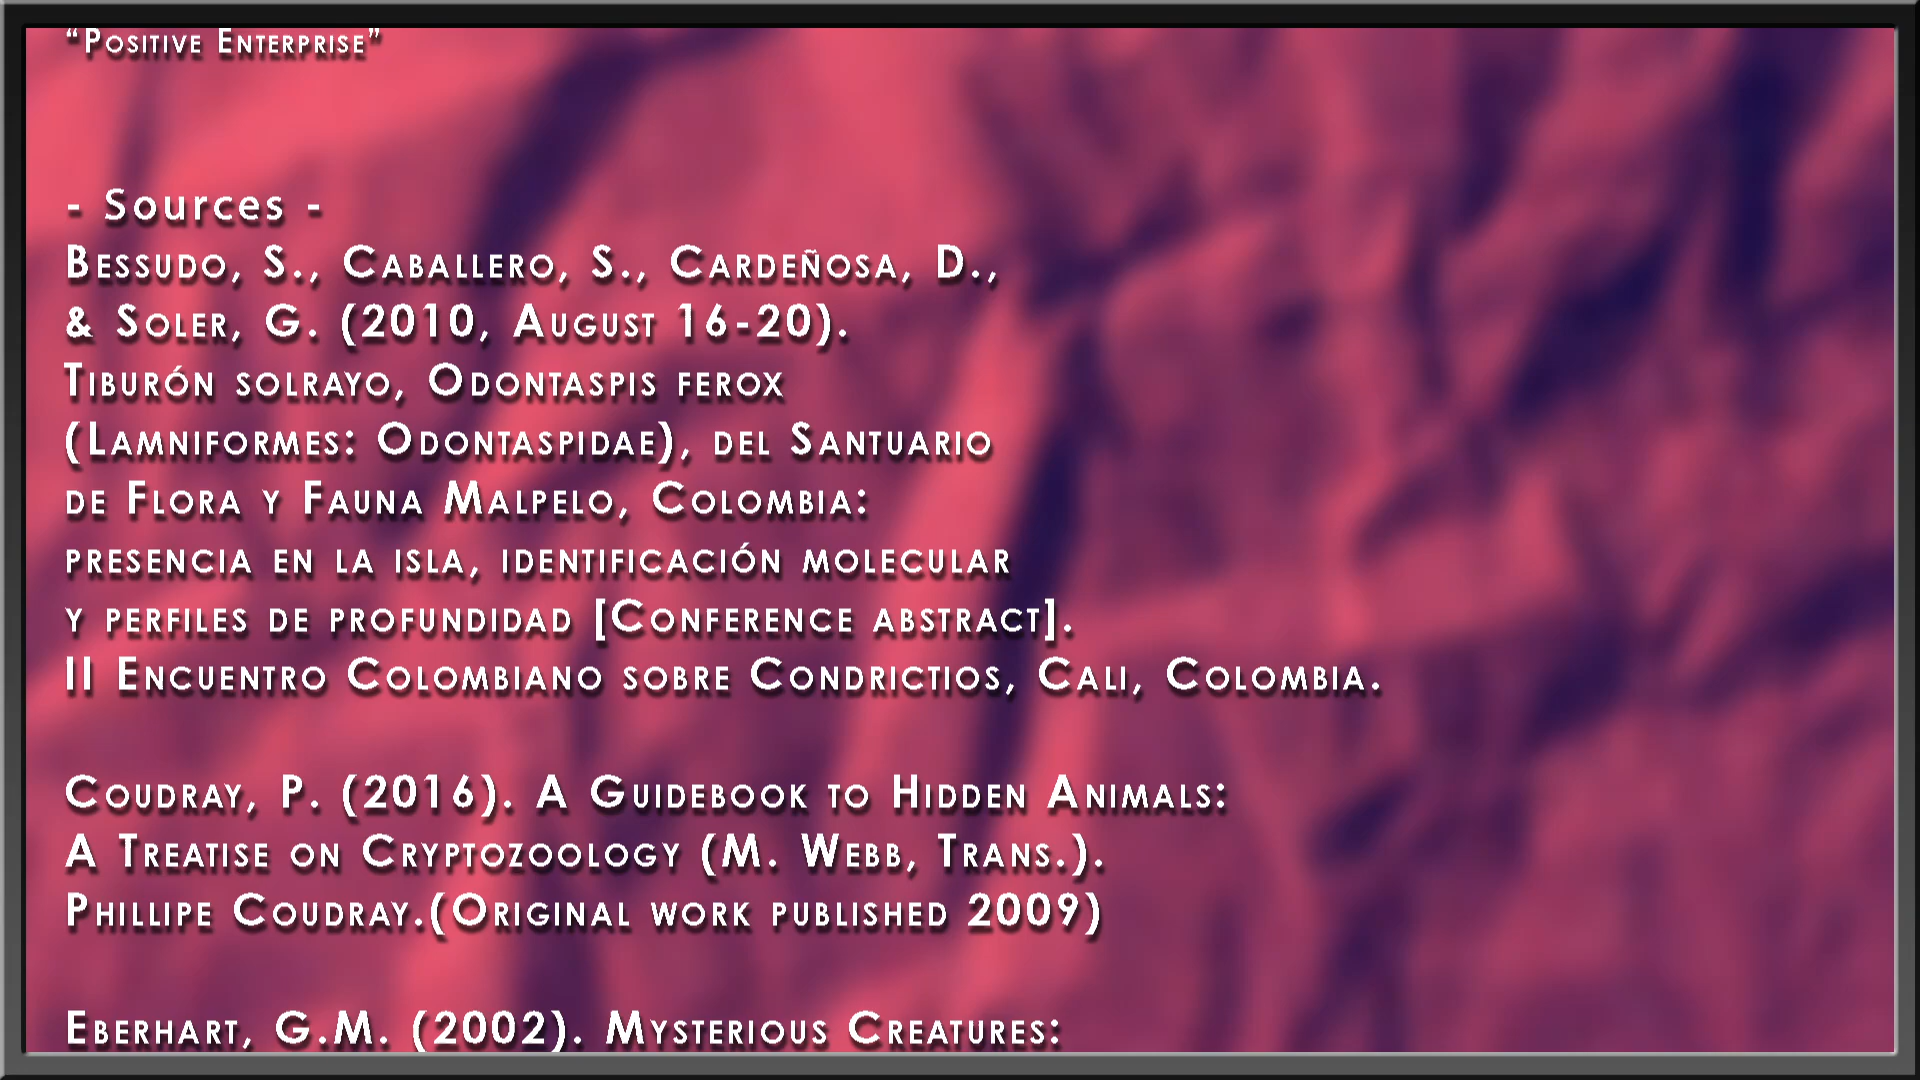 “Positive Enterprise”
- Sources -
Bessudo, S., Caballero, S., Cardeñosa, D.,
& Soler, G. (2010, August 16-20).
Tiburón solrayo, Odontaspis ferox
(Lamniformes: Odontaspidae), del Santuario
de Flora y Fauna Malpelo, Colombia:
presencia en la isla, identificación molecular
y perfiles de profundidad [Conference abstract].
II Encuentro Colombiano sobre Condrictios, Cali, Colombia.
Coudray, P. (2016). A Guidebook to Hidden Animals:
A Treatise on Cryptozoology (M. Webb, Trans.).
Phillipe Coudray.(Original work published 2009)
Eberhart, G.M. (2002). Mysterious Creatures: